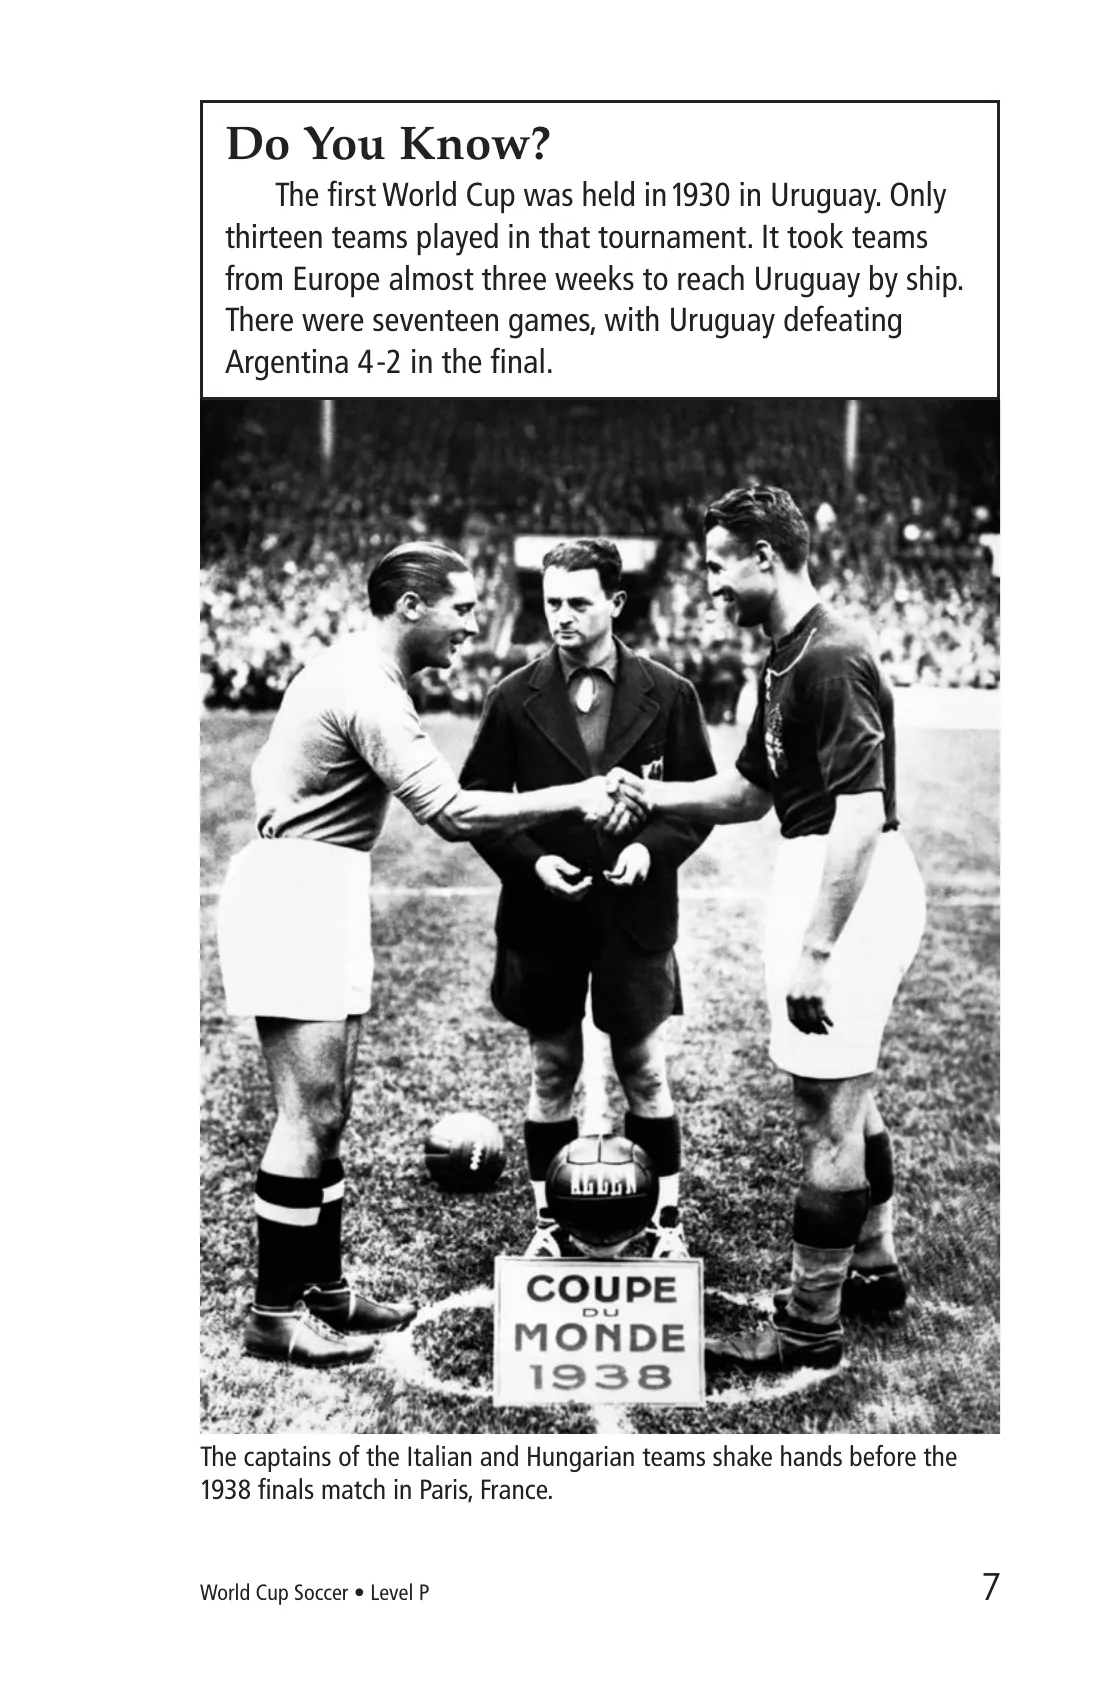 Do You Know?
The first World Cup was held in 1930 in Uruguay. Only
thirteen teams played in that tournament. It took teams
from Europe almost three weeks to reach Uruguay by ship.
There were seventeen games, with Uruguay defeating
Argentina 4-2 in the final.
ALLEN
COUPE
DU
MONDE
1938
The captains of the Italian and Hungarian teams shake hands before the
1938 finals match in Paris, France.
World Cup Soccer • Level P
7